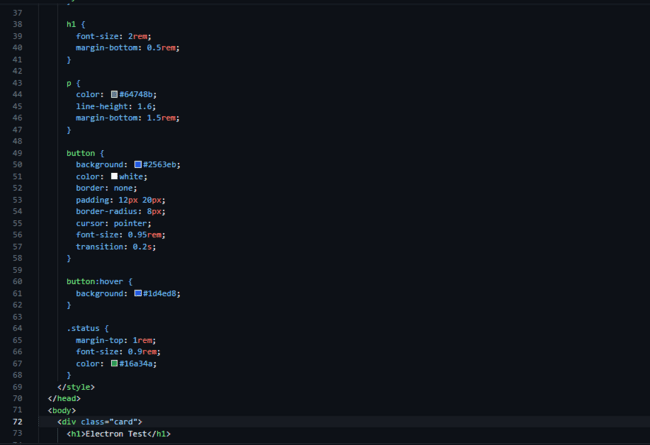 37
38 h1 {
39 font-size: 2rem;
40 margin-bottom: 0.5rem;
41 }
42
43 p {
44 color: #64748b;
45 line-height: 1.6;
46 margin-bottom: 1.5rem;
47 }
48
49 button {
50 background: #2563eb;
51 color: white;
52 border: none;
53 padding: 12px 20px;
54 border-radius: 8px;
55 cursor: pointer;
56 font-size: 0.95rem;
57 transition: 0.2s;
58 }
59
60 button:hover {
61 background: #1d4ed8;
62 }
63
64 .status {
65 margin-top: 1rem;
66 font-size: 0.9rem;
67 color: #16a34a;
68 }
69 </style>
70 </head>
71 <body>
72 <div class="card">
73 <h1>Electron Test</h1>